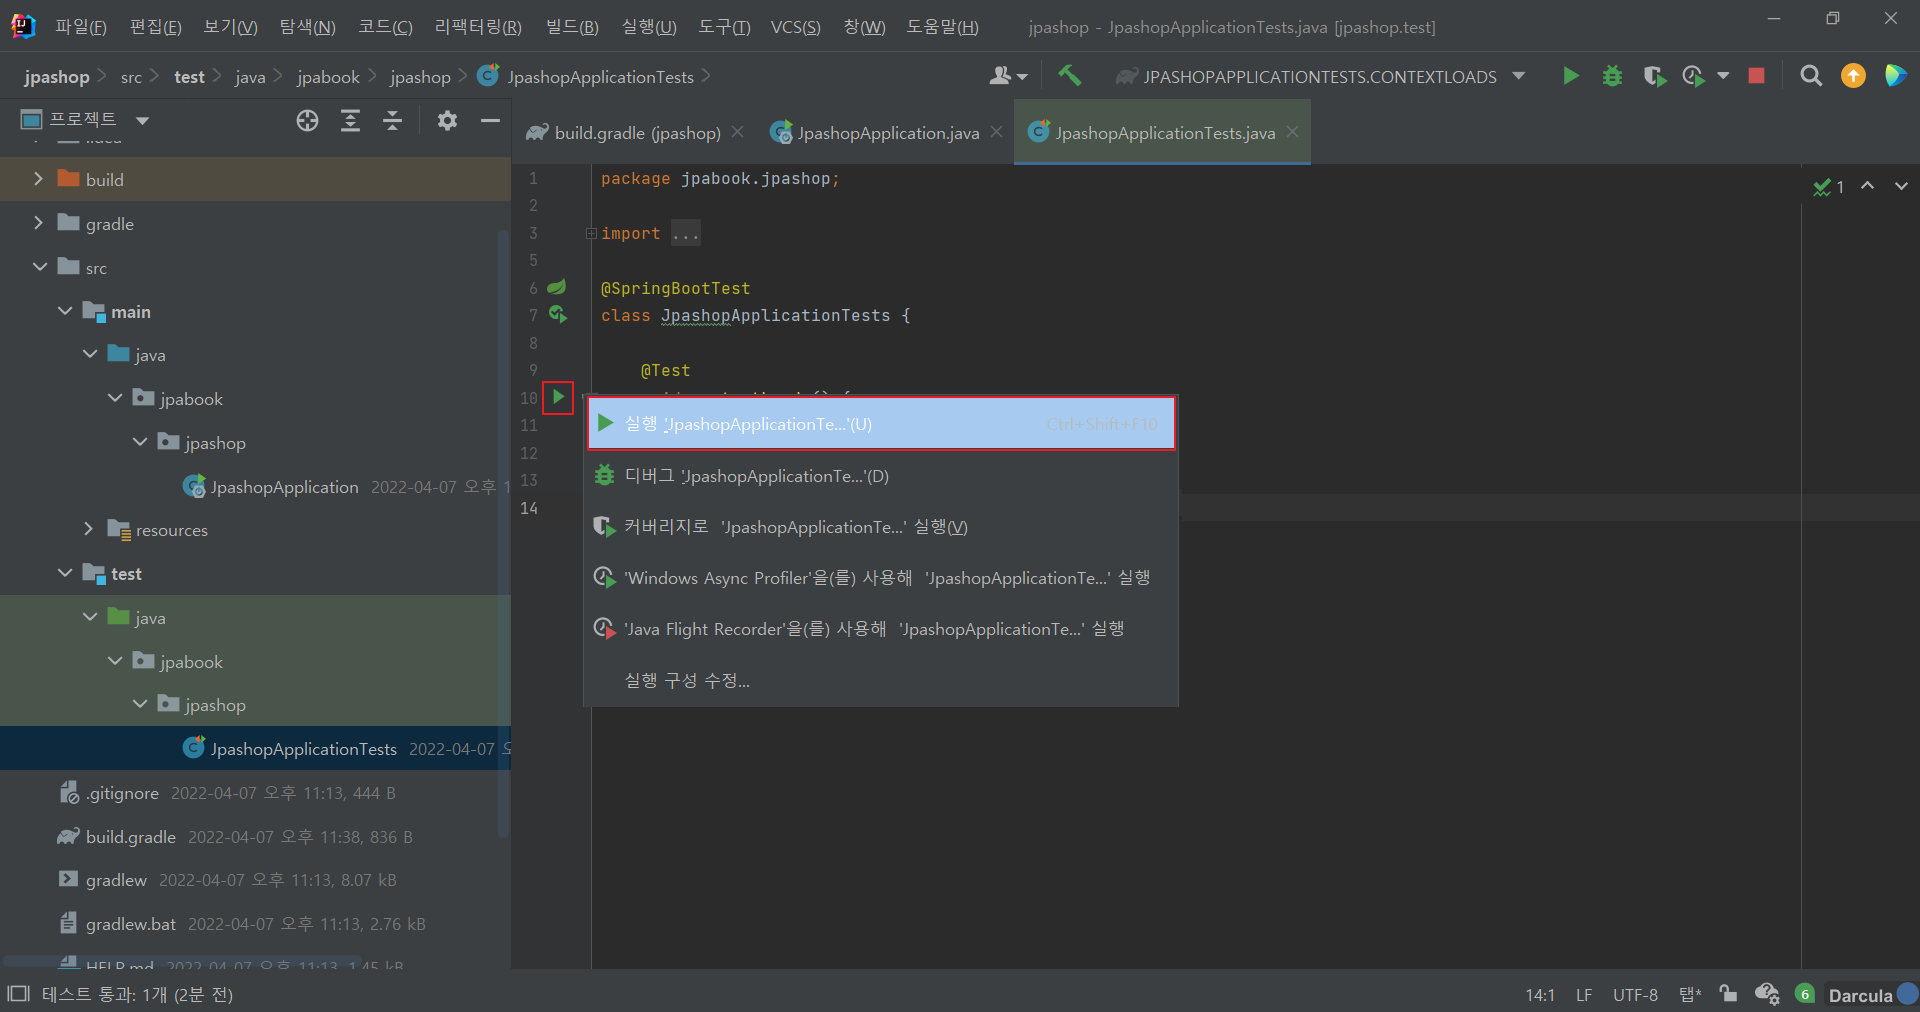 파일(F) 편집(E) 보기(V) 탐색(N) 코드(C) 리팩터링(R) 빌드(B) 실행(U) 도구(T) VCS(S) 창(W) 도움말(H) jpashop - JpashopApplicationTests.java [jpashop.test]
jpashop src test java jpabook jpashop JpashopApplicationTests JPASHOPAPPLICATIONTESTS.CONTEXTLOADS
프로젝트
build.gradle (jpashop) JpashopApplication.java JpashopApplicationTests.java
build
gradle
src
main
java
jpabook
jpashop
JpashopApplication 2022-04-07 오후 1
resources
test
java
jpabook
jpashop
JpashopApplicationTests 2022-04-07
.gitignore 2022-04-07 오후 11:13, 444 B
build.gradle 2022-04-07 오후 11:38, 836 B
gradlew 2022-04-07 오후 11:13, 8.07 kB
gradlew.bat 2022-04-07 오후 11:13, 2.76 kB
HELP.md 2022-04-07 오후 11:13, 1.45 kB
1 package jpabook.jpashop;
2
3 import ...
5
6 @SpringBootTest
7 class JpashopApplicationTests {
8
9 @Test
10
11
12
13
14
1
실행 'JpashopApplicationTe...'(U) Ctrl+Shift+F10
디버그 'JpashopApplicationTe...'(D)
커버리지로 'JpashopApplicationTe...' 실행(V)
'Windows Async Profiler'을(를) 사용해 'JpashopApplicationTe...' 실행
'Java Flight Recorder'을(를) 사용해 'JpashopApplicationTe...' 실행
실행 구성 수정...
테스트 통과: 1개 (2분 전) 14:1 LF UTF-8 탭* 6 Darcula